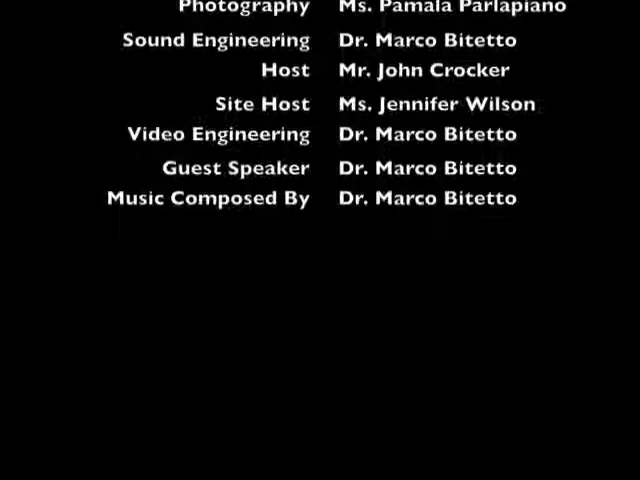 Photography Ms. Pamala Parlapiano
Sound Engineering Dr. Marco Bitetto
Host Mr. John Crocker
Site Host Ms. Jennifer Wilson
Video Engineering Dr. Marco Bitetto
Guest Speaker Dr. Marco Bitetto
Music Composed By Dr. Marco Bitetto